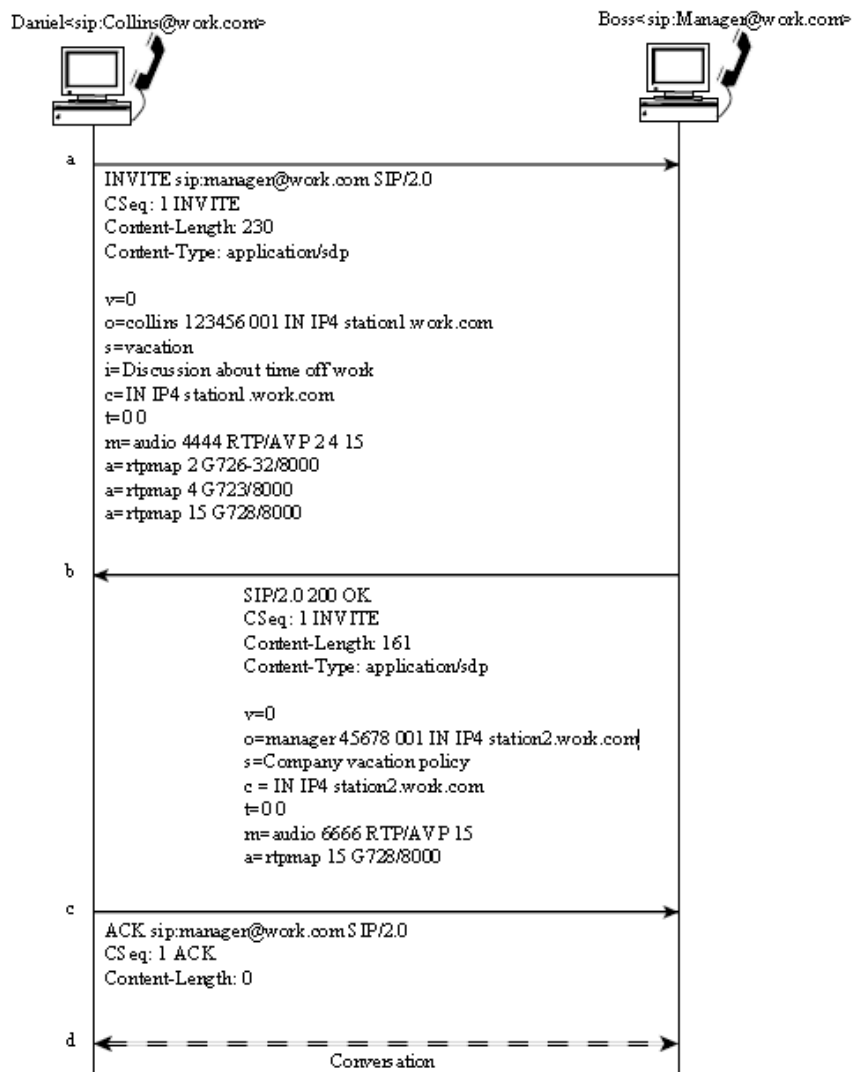 Daniel<sip:Collins@work.com>
Boss<sip:Manager@work.com>
a
INVITE sip:manager@work.com SIP/2.0
CSeq: 1 INVITE
Content-Length: 230
Content-Type: application/sdp
v=0
o=collins 123456 001 IN IP4 station1.work.com
s=vacation
i=Discussion about time off work
c=IN IP4 station1.work.com
t=0 0
m=audio 4444 RTP/AVP 2 4 15
a=rtpmap 2 G726-32/8000
a=rtpmap 4 G723/8000
a=rtpmap 15 G728/8000
b
SIP/2.0 200 OK
CSeq: 1 INVITE
Content-Length: 161
Content-Type: application/sdp
v=0
o=manager 45678 001 IN IP4 station2.work.com
s=Company vacation policy
c = IN IP4 station2.work.com
t=0 0
m=audio 6666 RTP/AVP 15
a=rtpmap 15 G728/8000
c
ACK sip:manager@work.com SIP/2.0
CSeq: 1 ACK
Content-Length: 0
d
Conversation